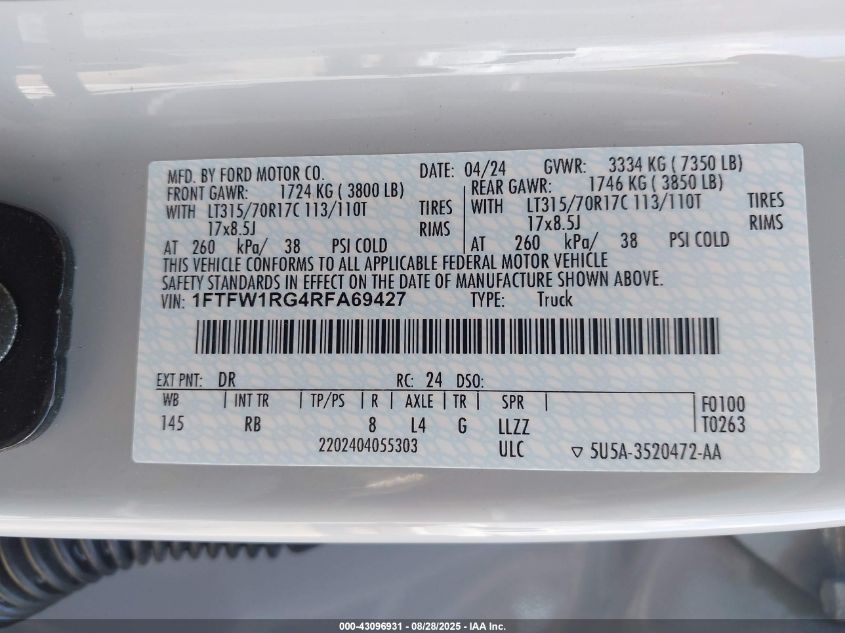 MFD. BY FORD MOTOR CO. DATE: 04/24 GVWR: 3334 KG ( 7350 LB)
FRONT GAWR: 1724 KG ( 3800 LB) REAR GAWR: 1746 KG ( 3850 LB)
WITH LT315/70R17C 113/110T TIRES WITH LT315/70R17C 113/110T TIRES
17x8.5J RIMS 17x8.5J RIMS
AT 260 kPa/ 38 PSI COLD AT 260 kPa/ 38 PSI COLD
THIS VEHICLE CONFORMS TO ALL APPLICABLE FEDERAL MOTOR VEHICLE
SAFETY STANDARDS IN EFFECT ON THE DATE OF MANUFACTURE SHOWN ABOVE.
VIN: 1FTFW1RG4RFA69427 TYPE: Truck
EXT PNT: DR RC: 24 DSO:
WB | INT TR | TP/PS | R | AXLE | TR | SPR | F0100
145 RB 8 L4 G LLZZ T0263
2202404055303 ULC ▽ 5U5A-3520472-AA
000-43096931 - 08/28/2025 - IAA Inc.